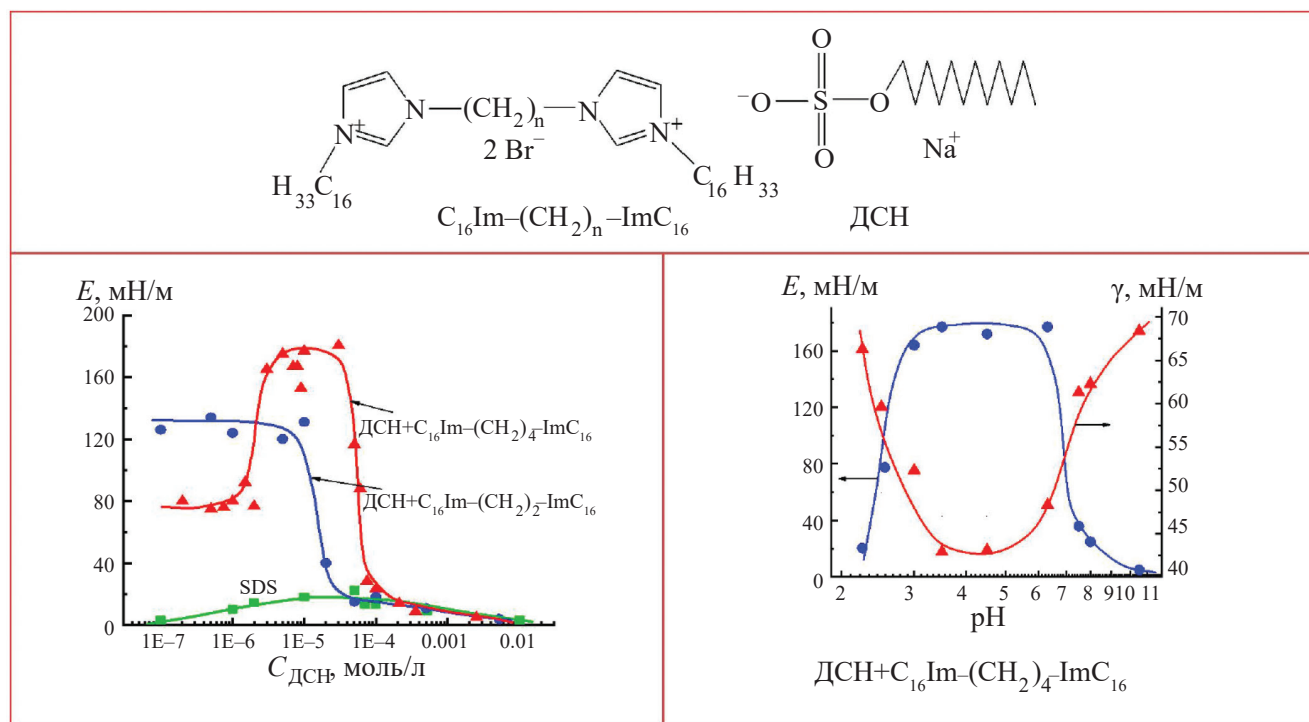 O
⁻O S O
O
Na⁺
N (CH₂)ₙ N
N⁺ N⁺
2 Br⁻
H₃₃C₁₆ C₁₆H₃₃
C₁₆Im–(CH₂)ₙ–ImC₁₆ ДСН
E, мН/м
200
160
120
80
40
0
ДСН+C₁₆Im–(CH₂)₄–ImC₁₆
ДСН+C₁₆Im–(CH₂)₂–ImC₁₆
SDS
1E–7 1E–6 1E–5 1E–4 0.001 0.01
C_ДСН, моль/л
E, мН/м γ, мН/м
160
120
80
40
0
70
65
60
55
50
45
40
2 3 4 5 6 7 8 9 10 11
pH
ДСН+C₁₆Im–(CH₂)₄–ImC₁₆